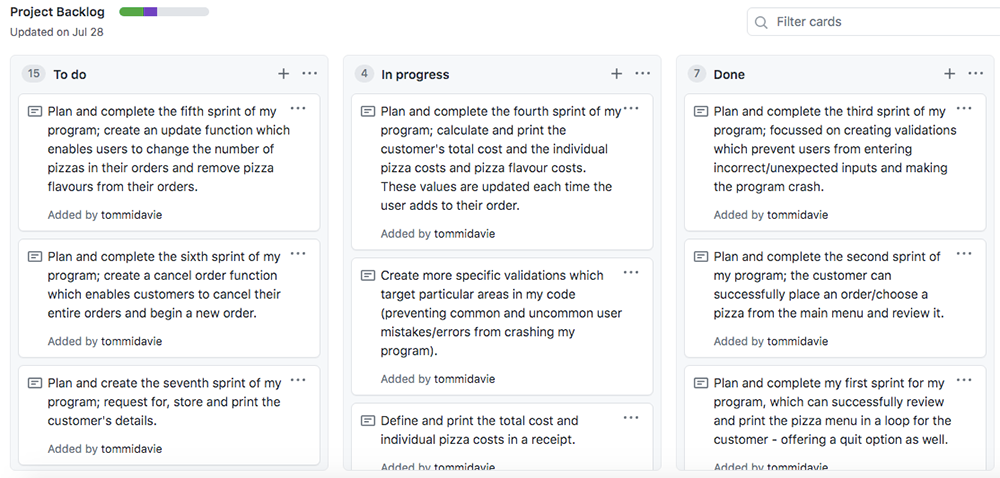 Project Backlog
Updated on Jul 28
Filter cards
15 To do
Plan and complete the fifth sprint of my
program; create an update function which
enables users to change the number of
pizzas in their orders and remove pizza
flavours from their orders.
Added by tommidavie
Plan and complete the sixth sprint of my
program; create a cancel order function
which enables customers to cancel their
entire orders and begin a new order.
Added by tommidavie
Plan and create the seventh sprint of my
program; request for, store and print the
customer's details.
Added by tommidavie
4 In progress
Plan and complete the fourth sprint of my
program; calculate and print the
customer's total cost and the individual
pizza costs and pizza flavour costs.
These values are updated each time the
user adds to their order.
Added by tommidavie
Create more specific validations which
target particular areas in my code
(preventing common and uncommon user
mistakes/errors from crashing my
program).
Added by tommidavie
Define and print the total cost and
individual pizza costs in a receipt.
Added by tommidavie
7 Done
Plan and complete the third sprint of my
program; focussed on creating validations
which prevent users from entering
incorrect/unexpected inputs and making
the program crash.
Added by tommidavie
Plan and complete the second sprint of
my program; the customer can
successfully place an order/choose a
pizza from the main menu and review it.
Added by tommidavie
Plan and complete my first sprint for my
program, which can successfully review
and print the pizza menu in a loop for the
customer - offering a quit option as well.
Added by tommidavie